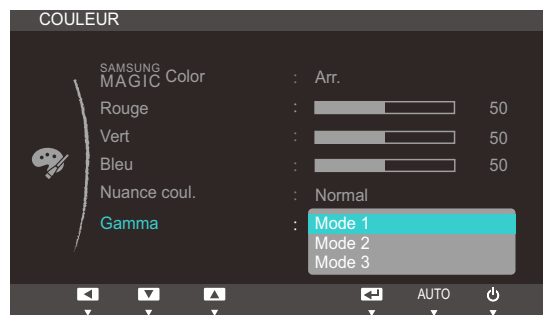 COULEUR
SAMSUNG MAGIC Color : Arr.
Rouge : 50
Vert : 50
Bleu : 50
Nuance coul. : Normal
Gamma : Mode 1
Mode 2
Mode 3
AUTO